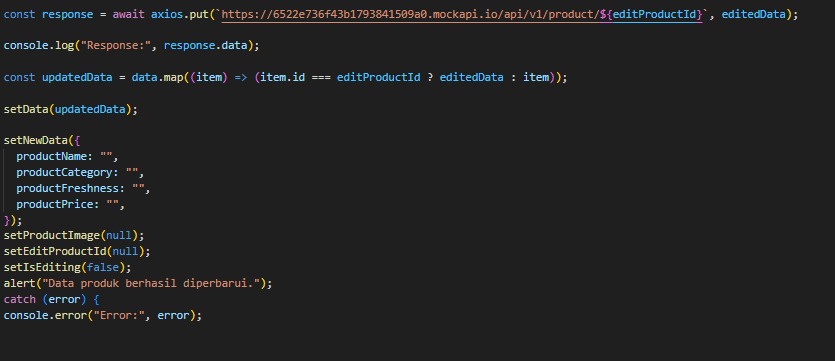 const response = await axios.put(`https://6522e736f43b1793841509a0.mockapi.io/api/v1/product/${editProductId}`, editedData);
console.log("Response:", response.data);
const updatedData = data.map((item) => (item.id === editProductId ? editedData : item));
setData(updatedData);
setNewData({
  productName: "",
  productCategory: "",
  productFreshness: "",
  productPrice: "",
});
setProductImage(null);
setEditProductId(null);
setIsEditing(false);
alert("Data produk berhasil diperbarui.");
catch (error) {
console.error("Error:", error);